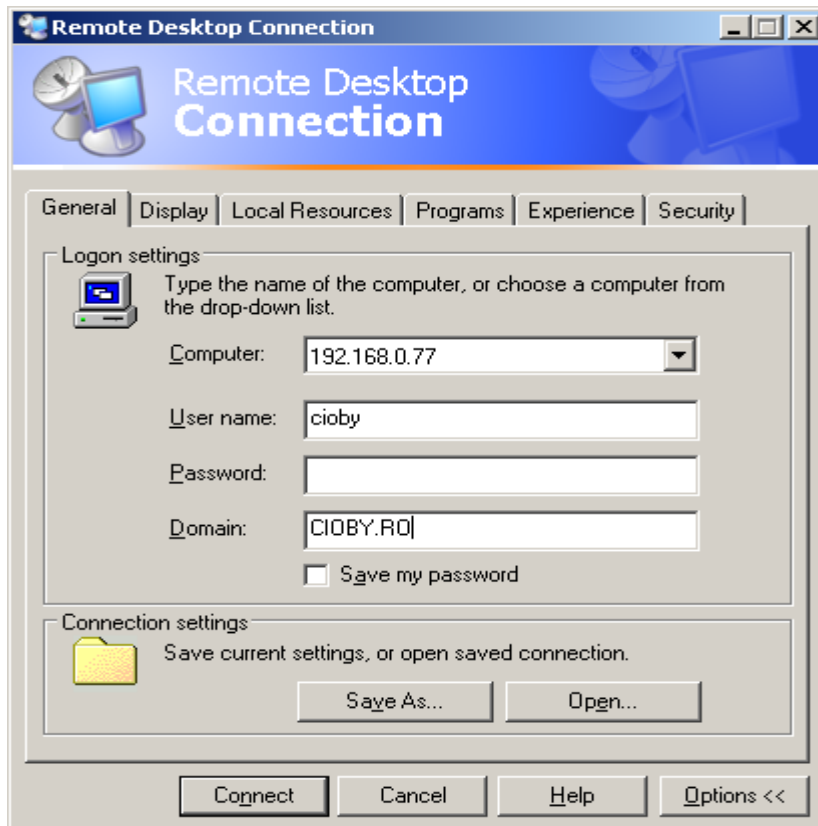 Remote Desktop Connection
Remote Desktop
Connection
General Display Local Resources Programs Experience Security
Logon settings
Type the name of the computer, or choose a computer from
the drop-down list.
Computer: 192.168.0.77
User name: cioby
Password:
Domain: CIOBY.RO
Save my password
Connection settings
Save current settings, or open saved connection.
Save As... Open...
Connect Cancel Help Options <<